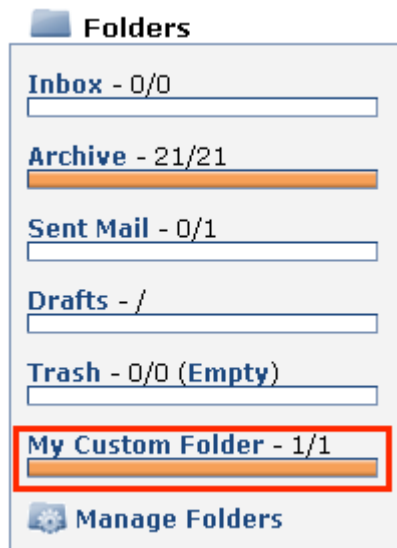 Folders
Inbox - 0/0
Archive - 21/21
Sent Mail - 0/1
Drafts - /
Trash - 0/0 (Empty)
My Custom Folder - 1/1
Manage Folders